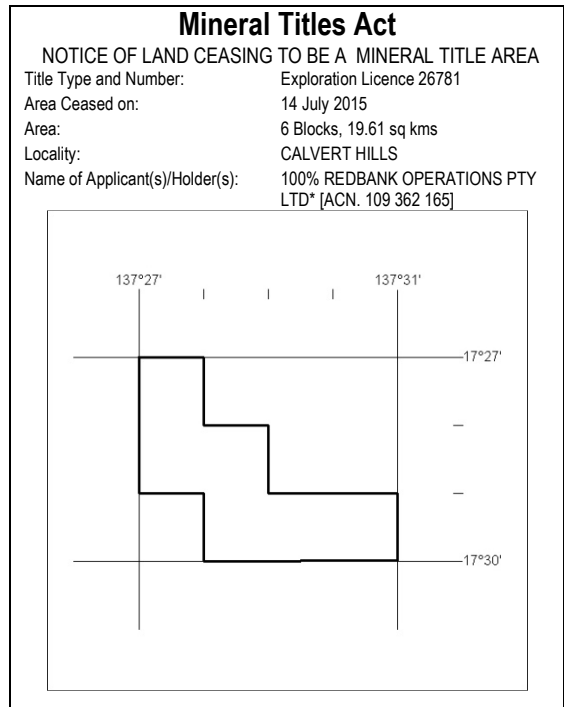 Mineral Titles Act
NOTICE OF LAND CEASING TO BE A MINERAL TITLE AREA
Title Type and Number: Exploration Licence 26781
Area Ceased on: 14 July 2015
Area: 6 Blocks, 19.61 sq kms
Locality: CALVERT HILLS
Name of Applicant(s)/Holder(s): 100% REDBANK OPERATIONS PTY
LTD* [ACN. 109 362 165]
137°27' 137°31'
17°27'
17°30'